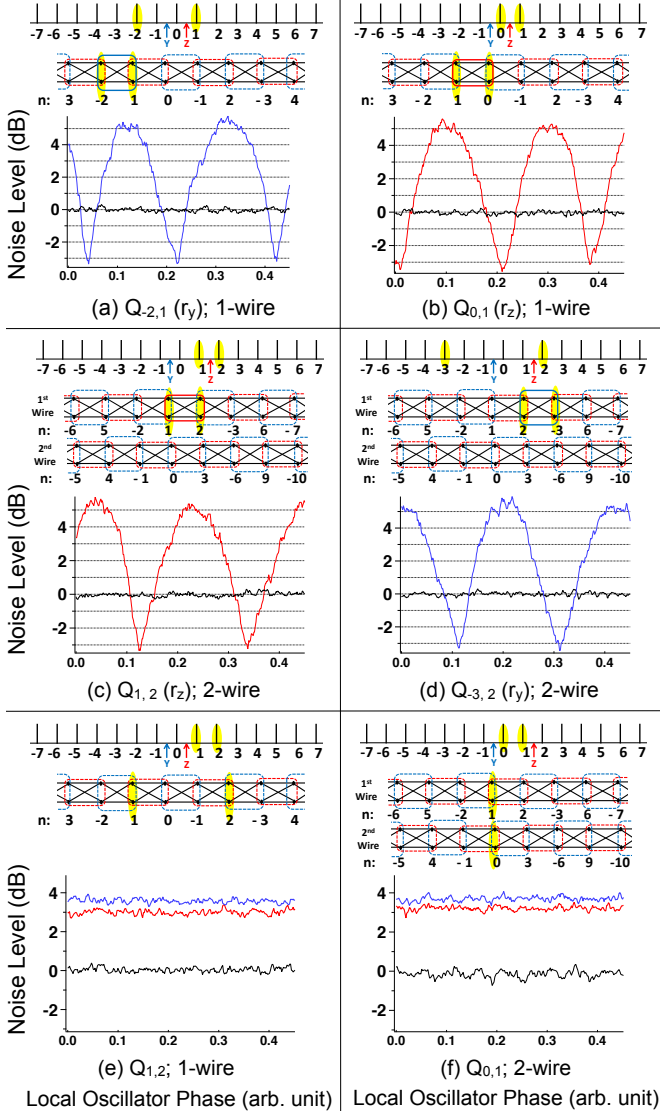 -7 -6 -5 -4 -3 -2 -1 0 1 2 3 4 5 6 7
Y Z
n: 3 -2 1 0 -1 2 -3 4
Noise Level (dB)
4
2
0
-2
0.0 0.1 0.2 0.3 0.4
(a) Q-2,1 (ry); 1-wire
-7 -6 -5 -4 -3 -2 -1 0 1 2 3 4 5 6 7
Y Z
n: 3 -2 1 0 -1 2 -3 4
4
2
0
-2
0.0 0.1 0.2 0.3 0.4
(b) Q0,1 (rz); 1-wire
-7 -6 -5 -4 -3 -2 -1 0 1 2 3 4 5 6 7
Y Z
1st
Wire
n: -6 5 -2 1 2 -3 6 -7
2nd
Wire
n: -5 4 -1 0 3 -6 9 -10
Noise Level (dB)
4
2
0
-2
0.0 0.1 0.2 0.3 0.4
(c) Q1, 2 (rz); 2-wire
-7 -6 -5 -4 -3 -2 -1 0 1 2 3 4 5 6 7
Y Z
1st
Wire
n: -6 5 -2 1 2 -3 6 -7
2nd
Wire
n: -5 4 -1 0 3 -6 9 -10
4
2
0
-2
0.0 0.1 0.2 0.3 0.4
(d) Q-3, 2 (ry); 2-wire
-7 -6 -5 -4 -3 -2 -1 0 1 2 3 4 5 6 7
Y Z
n: 3 -2 1 0 -1 2 -3 4
Noise Level (dB)
4
2
0
-2
0.0 0.2 0.4
(e) Q1,2; 1-wire
Local Oscillator Phase (arb. unit)
-7 -6 -5 -4 -3 -2 -1 0 1 2 3 4 5 6 7
Y Z
1st
Wire
n: -6 5 -2 1 2 -3 6 -7
2nd
Wire
n: -5 4 -1 0 3 -6 9 -10
4
2
0
-2
0.0 0.2 0.4
(f) Q0,1; 2-wire
Local Oscillator Phase (arb. unit)